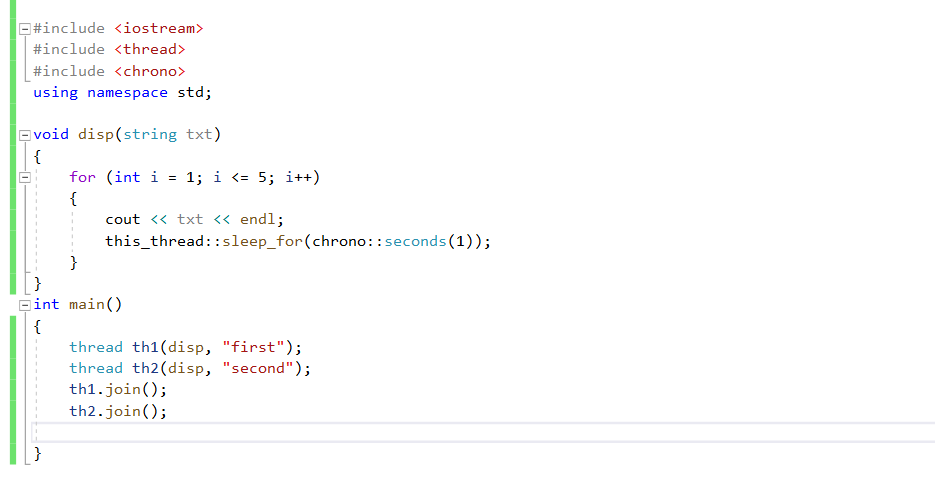 #include <iostream>
#include <thread>
#include <chrono>
using namespace std;
void disp(string txt)
{
    for (int i = 1; i <= 5; i++)
    {
        cout << txt << endl;
        this_thread::sleep_for(chrono::seconds(1));
    }
}
int main()
{
    thread th1(disp, "first");
    thread th2(disp, "second");
    th1.join();
    th2.join();
}